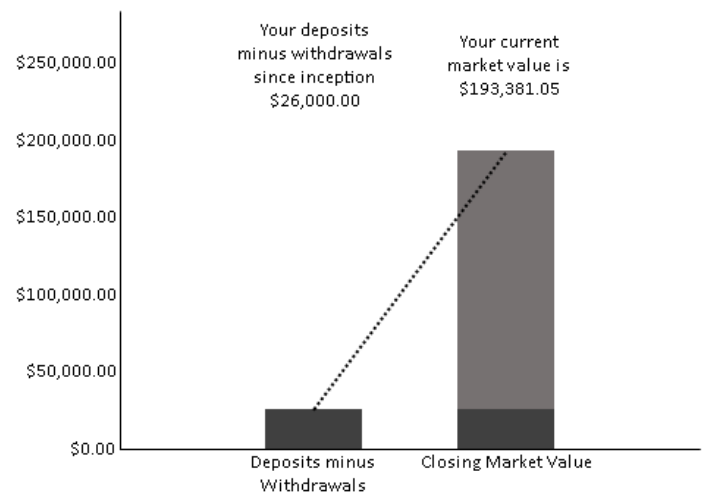 Your deposits
minus withdrawals
since inception
$26,000.00
Your current
market value is
$193,381.05
$250,000.00
$200,000.00
$150,000.00
$100,000.00
$50,000.00
$0.00
Deposits minus
Withdrawals
Closing Market Value